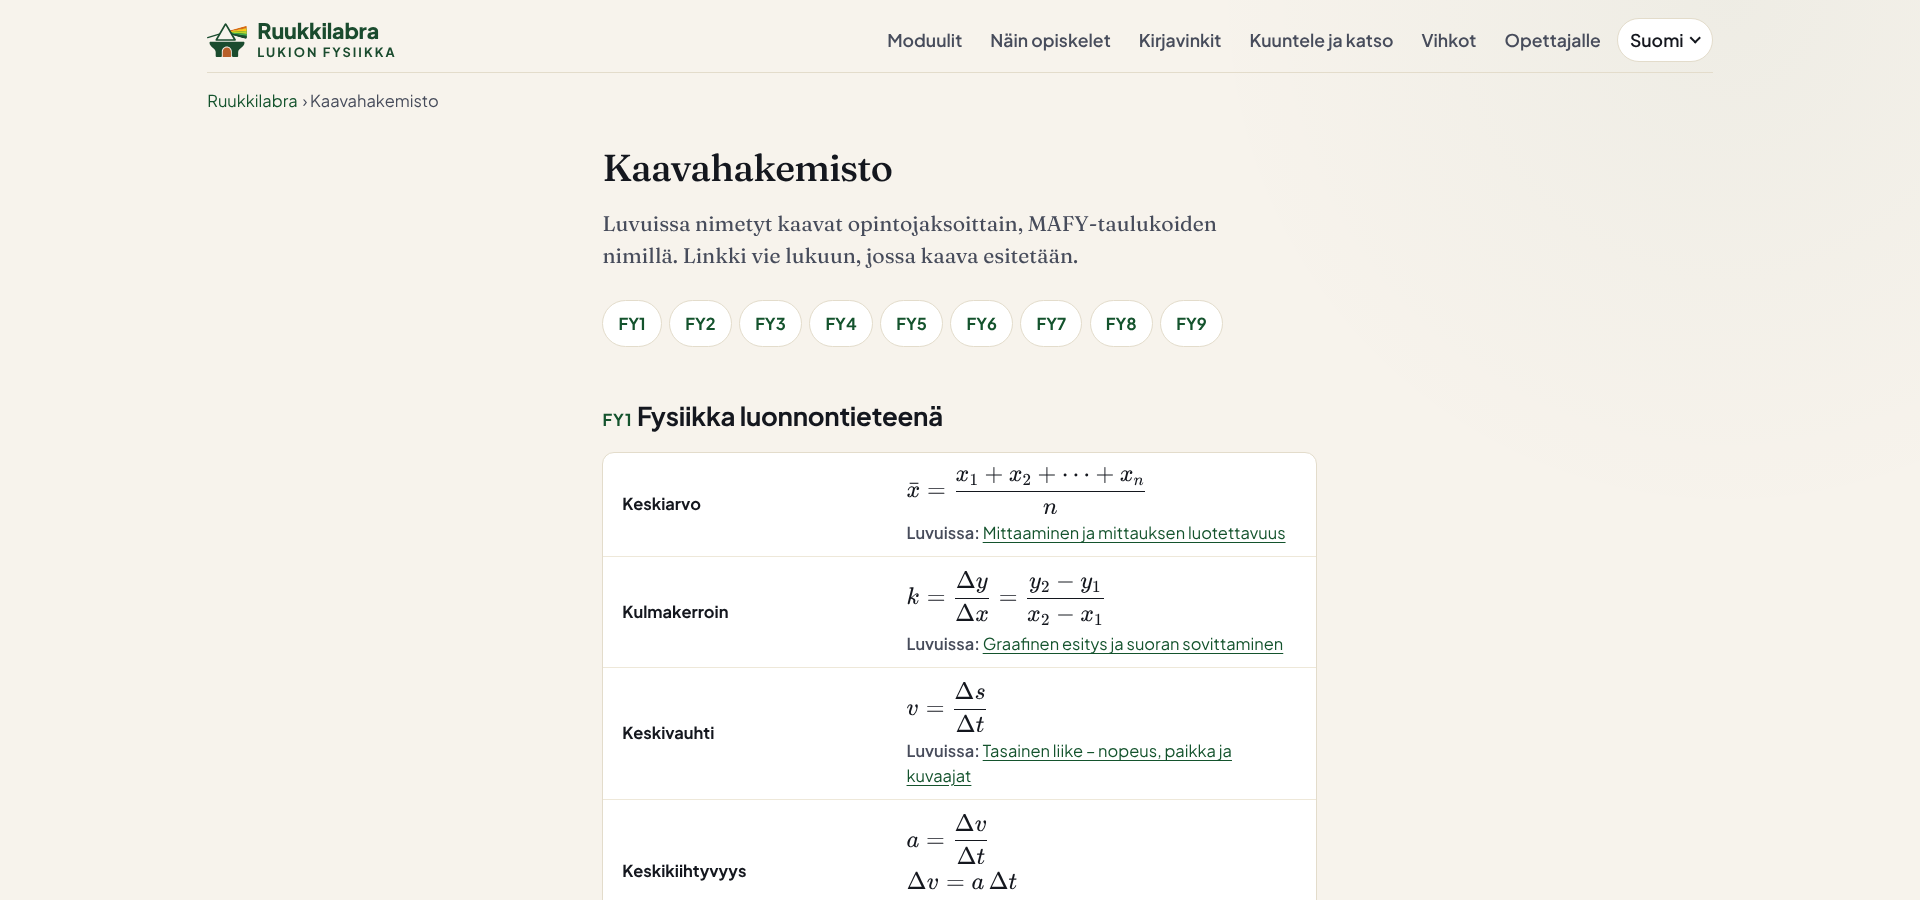 Ruukkilabra
LUKION FYSIIKKA
Moduulit Näin opiskelet Kirjavinkit Kuuntele ja katso Vihkot Opettajalle Suomi
Ruukkilabra › Kaavahakemisto
Kaavahakemisto
Luvuissa nimetyt kaavat opintojaksoittain, MAFY-taulukoiden
nimillä. Linkki vie lukuun, jossa kaava esitetään.
FY1 FY2 FY3 FY4 FY5 FY6 FY7 FY8 FY9
FY1 Fysiikka luonnontieteenä
Keskiarvo
x̄ = (x₁ + x₂ + ⋯ + xₙ) / n
Luvuissa: Mittaaminen ja mittauksen luotettavuus
Kulmakerroin
k = Δy / Δx = (y₂ − y₁) / (x₂ − x₁)
Luvuissa: Graafinen esitys ja suoran sovittaminen
Keskivauhti
v = Δs / Δt
Luvuissa: Tasainen liike – nopeus, paikka ja
kuvaajat
Keskikiihtyvyys
a = Δv / Δt
Δv = a Δt